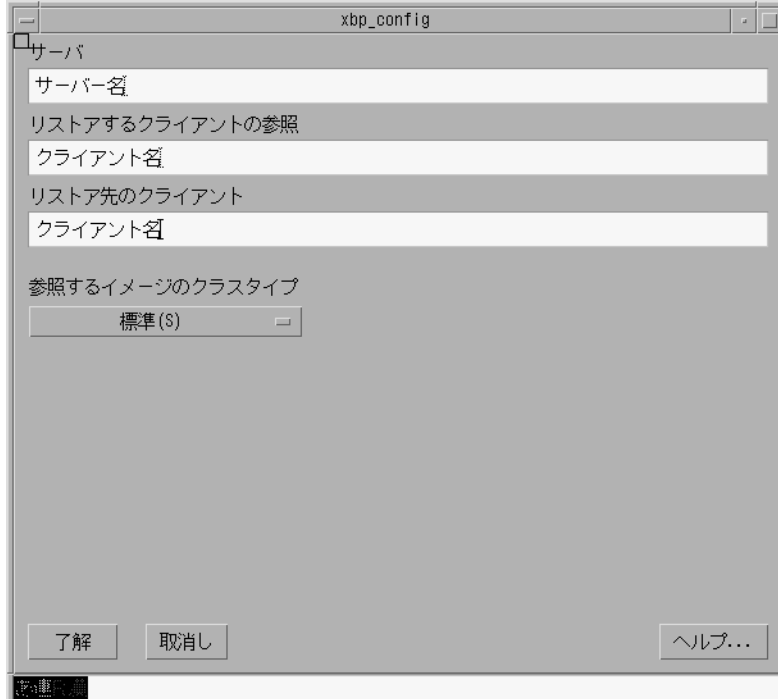 xbp_config
サーバ
サーバー名
リストアするクライアントの参照
クライアント名
リストア先のクライアント
クライアント名
参照するイメージのクラスタイプ
標準(S)
了解
取消し
ヘルプ...